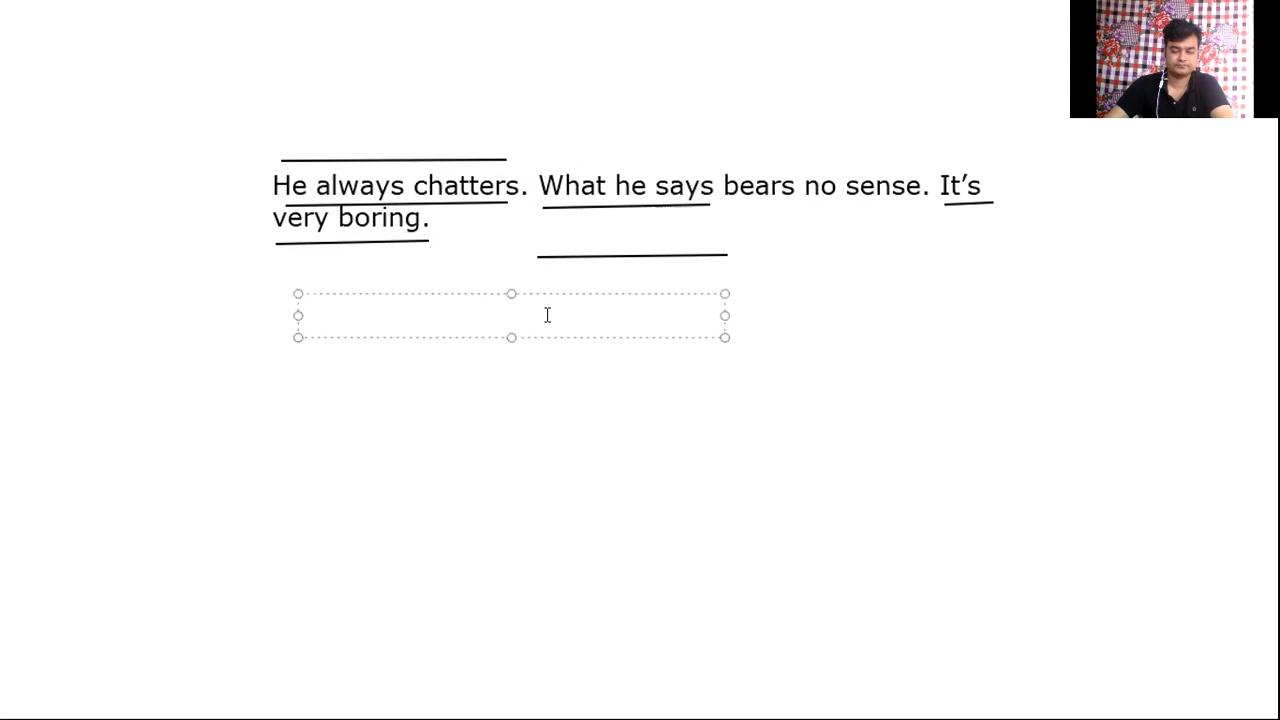 He always chatters. What he says bears no sense. It’s
very boring.